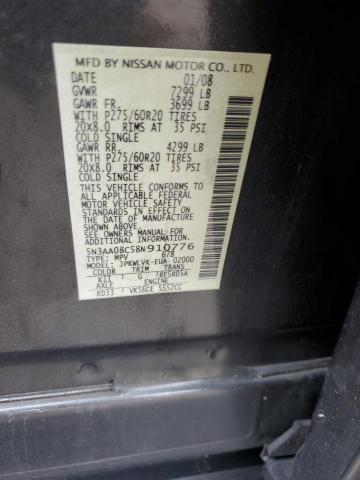 MFD BY NISSAN MOTOR CO., LTD.
DATE 01/08
GVWR 7299 LB
GAWR FR. 3699 LB
WITH P275/60R20 TIRES
20X8.0 RIMS AT 35 PSI
COLD SINGLE
GAWR RR. 4299 LB
WITH P275/60R20 TIRES
20X8.0 RIMS AT 35 PSI
COLD SINGLE
THIS VEHICLE CONFORMS TO
ALL APPLICABLE FEDERAL
MOTOR VEHICLE SAFETY
STANDARDS IN EFFECT ON THE
DATE OF MANUFACTURE
SHOWN ABOVE.
SEE OWNERS MANUAL FOR
OTHER INFORMATION.
5N3AA08C58N910776
TYPE: MPV 678
MODEL: JPKWLVK-EUA 02000
COLOR TRIM TRANS
K11 G RE5R05A
AXLE ENGINE
RD33 VK56DE 5552CC